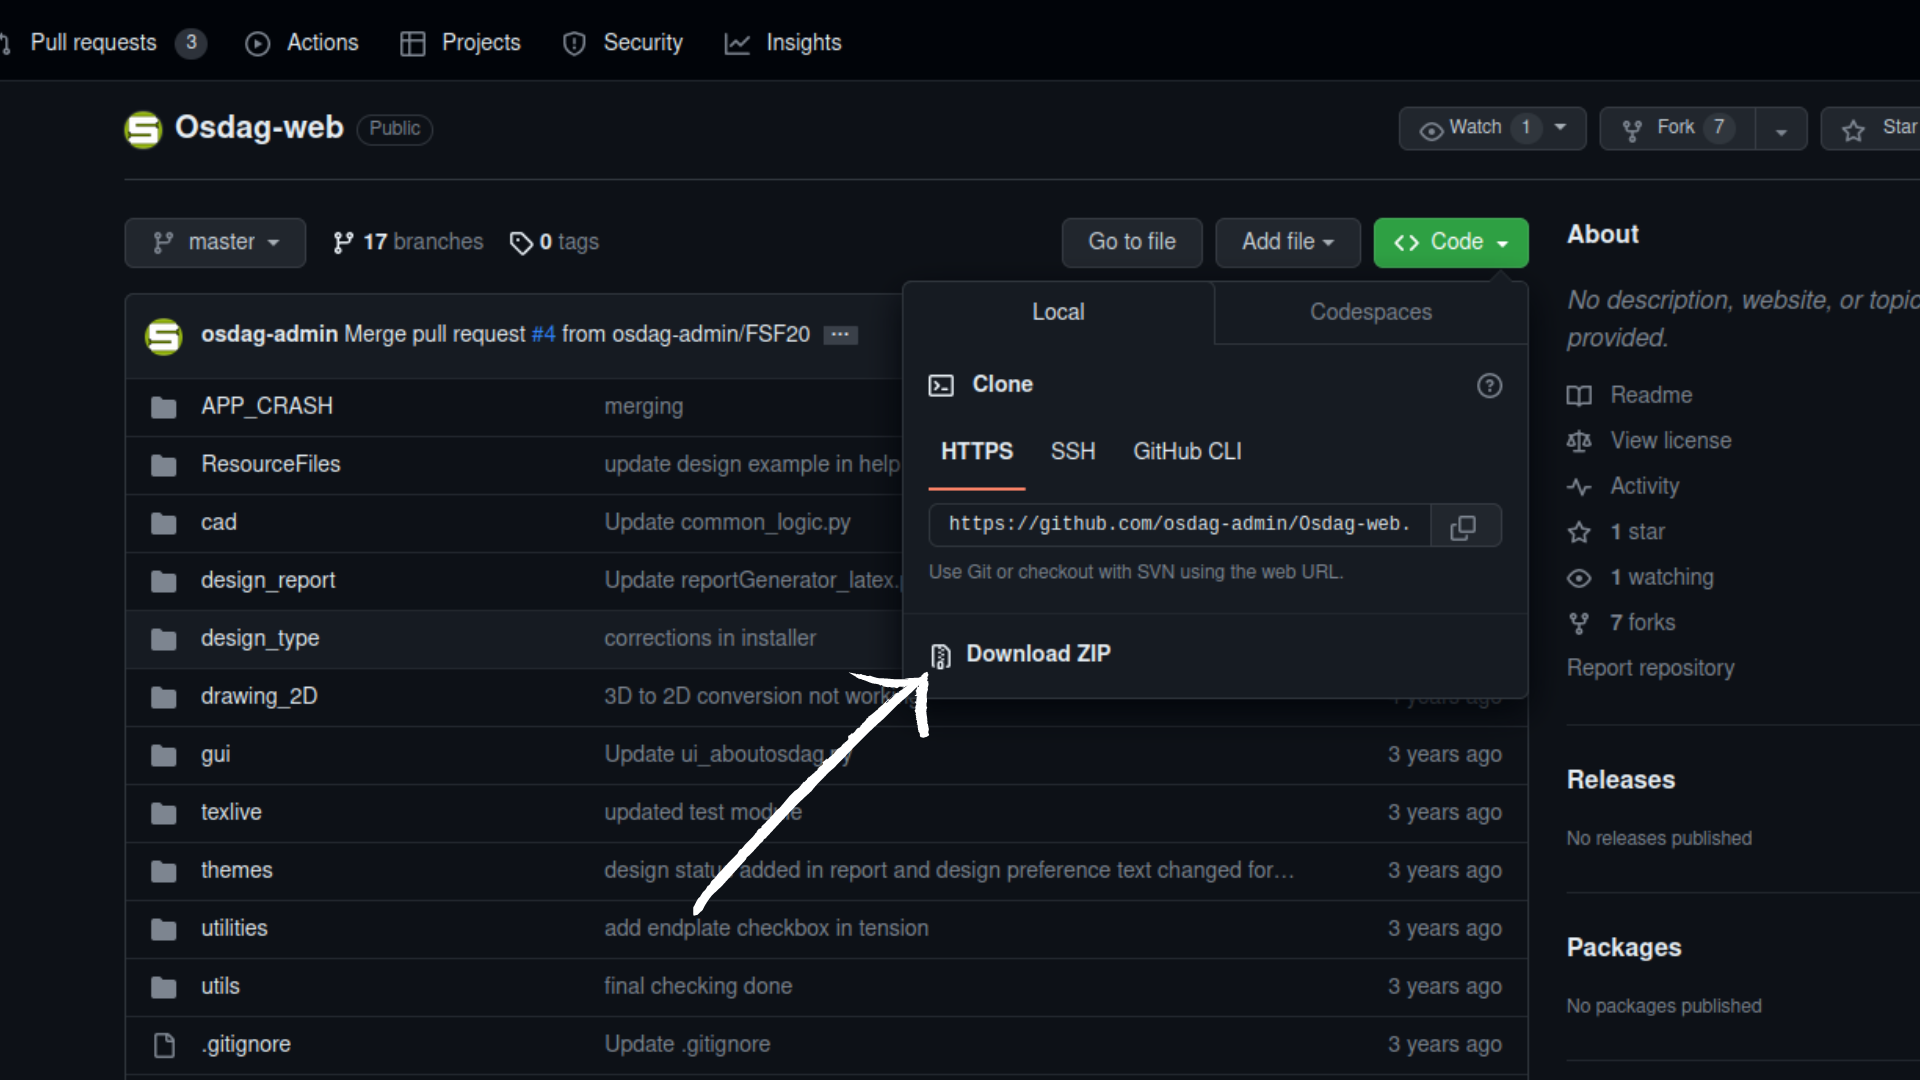 Pull requests 3 Actions Projects Security Insights
Osdag-web Public
Watch 1 Fork 7 Star
master 17 branches 0 tags
Go to file Add file Code
About
No description, website, or topic
provided.
Readme
View license
Activity
1 star
1 watching
7 forks
Report repository
Releases
No releases published
Packages
No packages published
Local Codespaces
Clone
HTTPS SSH GitHub CLI
https://github.com/osdag-admin/Osdag-web.
Use Git or checkout with SVN using the web URL.
Download ZIP
osdag-admin Merge pull request #4 from osdag-admin/FSF20 ...
APP_CRASH merging
ResourceFiles update design example in help
cad Update common_logic.py
design_report Update reportGenerator_latex.
design_type corrections in installer
drawing_2D 3D to 2D conversion not years ago
gui Update ui_aboutosdag 3 years ago
texlive updated test 3 years ago
themes design added in report and design preference text changed for… 3 years ago
utilities add endplate checkbox in tension 3 years ago
utils final checking done 3 years ago
.gitignore Update .gitignore 3 years ago